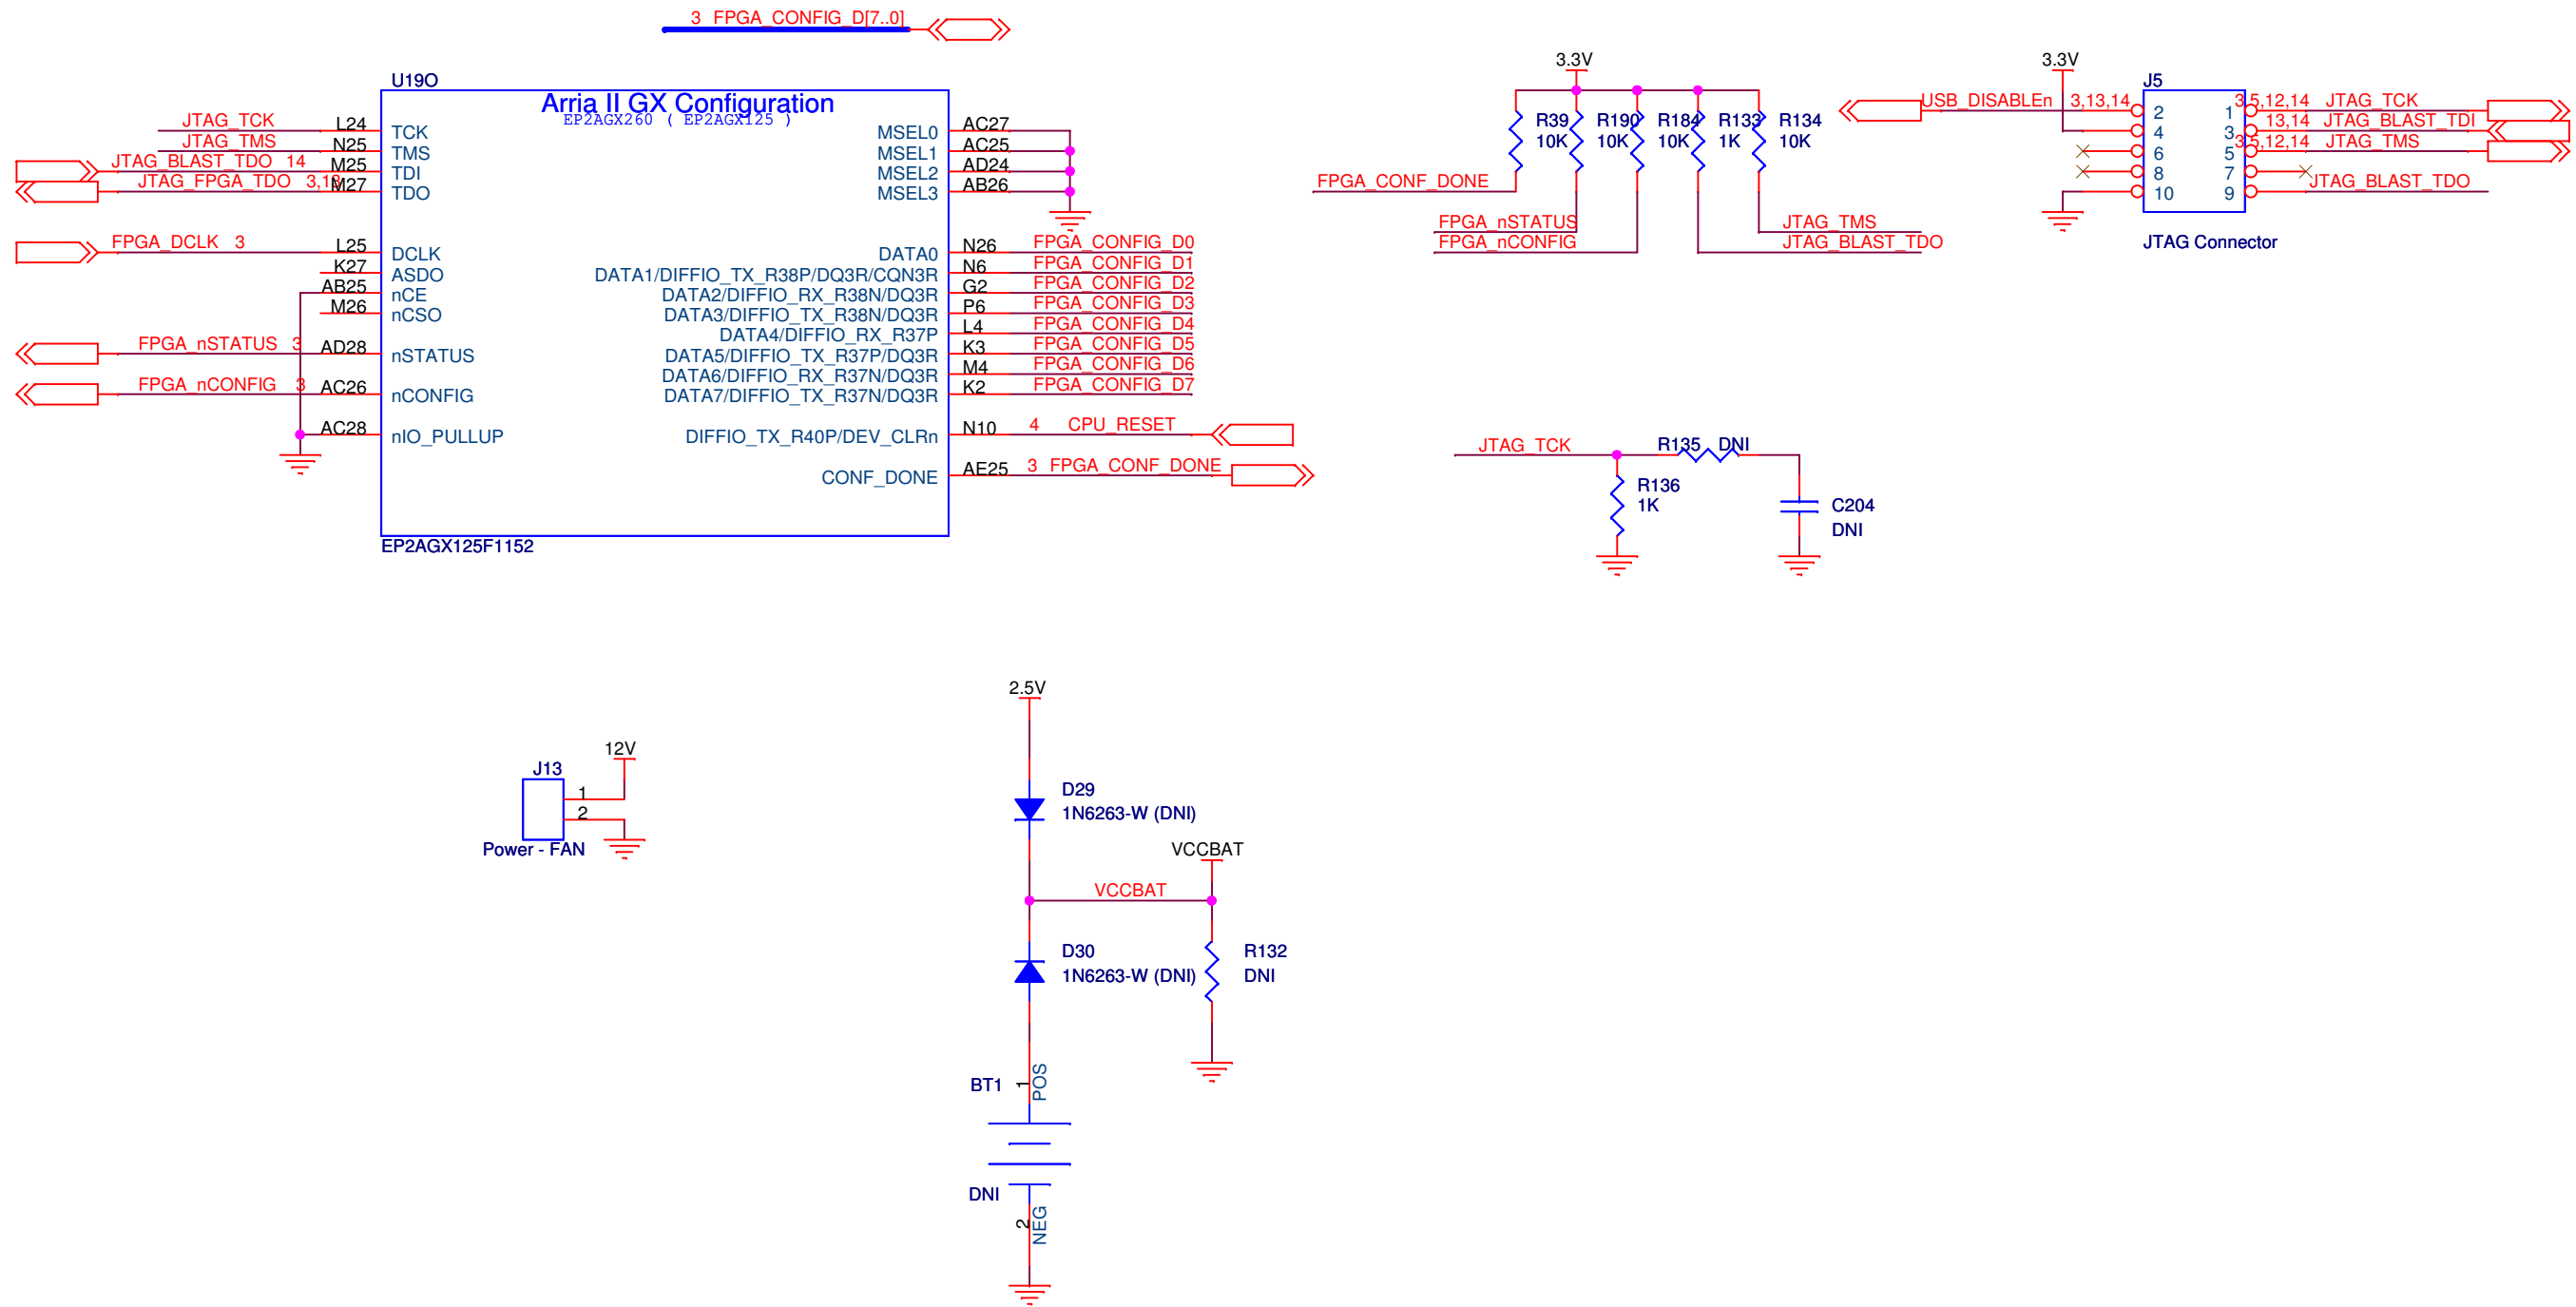 3 FPGA_CONFIG_D[7..0]
U19O
Arria II GX Configuration
EP2AGX260 ( EP2AGX125 )
JTAG_TCK L24 TCK
JTAG_TMS N25 TMS
JTAG_BLAST_TDO 14 M25 TDI
JTAG_FPGA_TDO M27 TDO
FPGA_DCLK 3 L25 DCLK
K27 ASDO
AB25 nCE
M26 nCSO
FPGA_nSTATUS 3 AD28 nSTATUS
FPGA_nCONFIG 3 AC26 nCONFIG
AC28 nIO_PULLUP
MSEL0 AC27
MSEL1 AC25
MSEL2 AD24
MSEL3 AB26
DATA0 N26 FPGA_CONFIG_D0
DATA1/DIFFIO_TX_R38P/DQ3R/CQN3R N6 FPGA_CONFIG_D1
DATA2/DIFFIO_RX_R38N/DQ3R G2 FPGA_CONFIG_D2
DATA3/DIFFIO_TX_R38N/DQ3R P6 FPGA_CONFIG_D3
DATA4/DIFFIO_RX_R37P L4 FPGA_CONFIG_D4
DATA5/DIFFIO_TX_R37P/DQ3R K3 FPGA_CONFIG_D5
DATA6/DIFFIO_RX_R37N/DQ3R M4 FPGA_CONFIG_D6
DATA7/DIFFIO_TX_R37N/DQ3R K2 FPGA_CONFIG_D7
DIFFIO_TX_R40P/DEV_CLRn N10 4 CPU_RESET
CONF_DONE AE25 3 FPGA_CONF_DONE
EP2AGX125F1152
3.3V
R39 R190 R184 R133 R134
10K 10K 10K 1K 10K
FPGA_CONF_DONE
FPGA_nSTATUS JTAG_TMS
FPGA_nCONFIG JTAG_BLAST_TDO
3.3V
J5
USB_DISABLEn 3,13,14 2 1 3,5,12,14 JTAG_TCK
4 3 13,14 JTAG_BLAST_TDI
6 5 3,5,12,14 JTAG_TMS
8 7
10 9 JTAG_BLAST_TDO
JTAG Connector
JTAG_TCK R135 DNI
R136
1K
C204
DNI
12V
J13
1
2
Power - FAN
2.5V
D29
1N6263-W (DNI)
VCCBAT
VCCBAT
D30
1N6263-W (DNI)
R132
DNI
BT1 1 POS
DNI
2 NEG